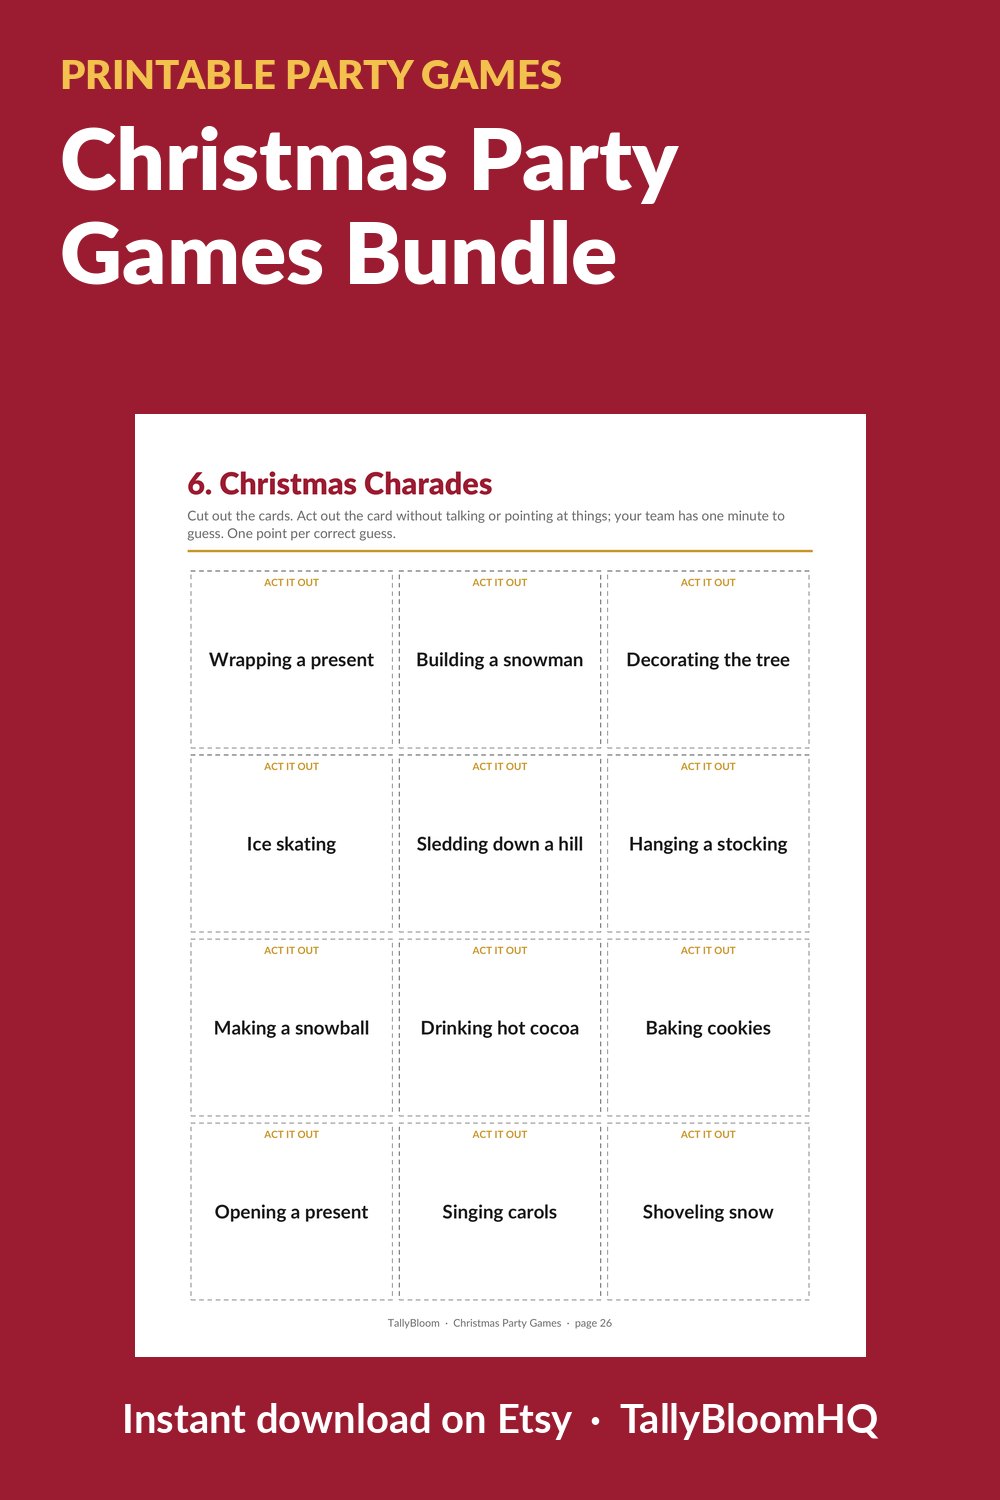 PRINTABLE PARTY GAMES
Christmas Party
Games Bundle
6. Christmas Charades
Cut out the cards. Act out the card without talking or pointing at things; your team has one minute to
guess. One point per correct guess.
ACT IT OUT
Wrapping a present
ACT IT OUT
Building a snowman
ACT IT OUT
Decorating the tree
ACT IT OUT
Ice skating
ACT IT OUT
Sledding down a hill
ACT IT OUT
Hanging a stocking
ACT IT OUT
Making a snowball
ACT IT OUT
Drinking hot cocoa
ACT IT OUT
Baking cookies
ACT IT OUT
Opening a present
ACT IT OUT
Singing carols
ACT IT OUT
Shoveling snow
TallyBloom · Christmas Party Games · page 26
Instant download on Etsy · TallyBloomHQ